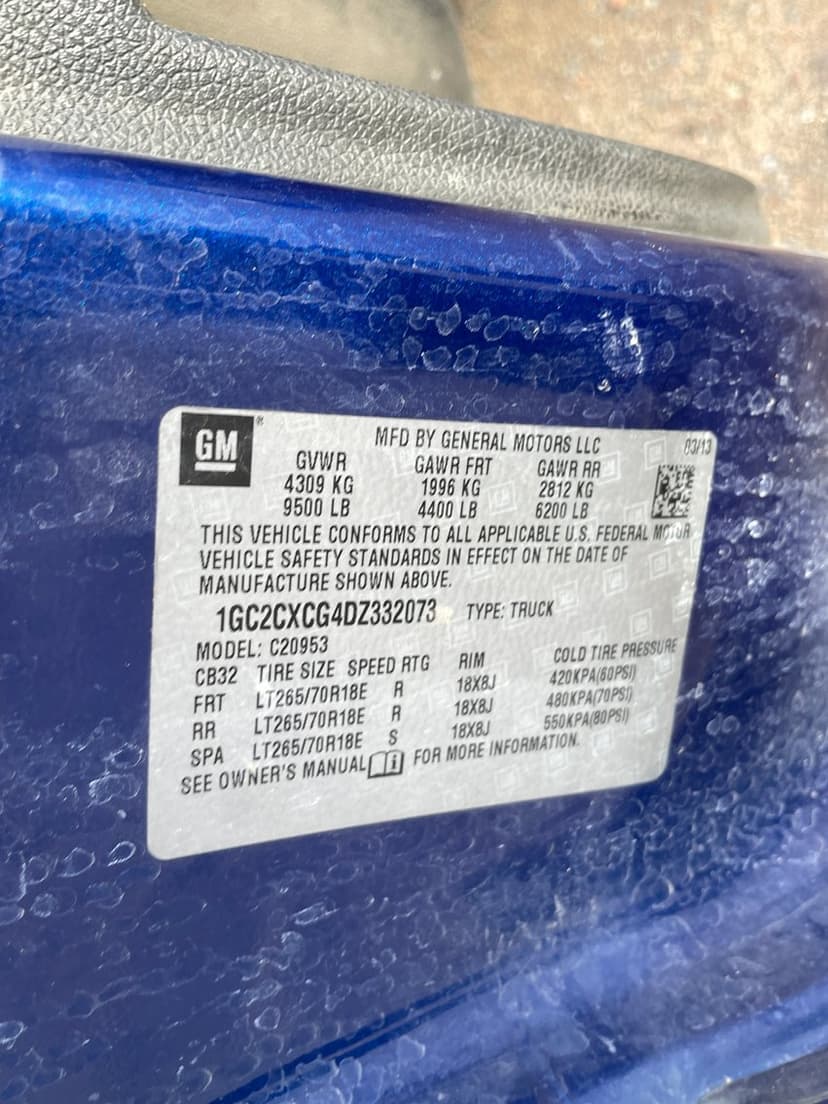 GM®
MFD BY GENERAL MOTORS LLC 03/13
GVWR GAWR FRT GAWR RR
4309 KG 1996 KG 2812 KG
9500 LB 4400 LB 6200 LB
THIS VEHICLE CONFORMS TO ALL APPLICABLE U.S. FEDERAL MOTOR
VEHICLE SAFETY STANDARDS IN EFFECT ON THE DATE OF
MANUFACTURE SHOWN ABOVE.
1GC2CXCG4DZ332073 TYPE: TRUCK
MODEL: C20953
CB32 TIRE SIZE SPEED RTG RIM COLD TIRE PRESSURE
FRT LT265/70R18E R 18X8J 420KPA(60PSI)
RR LT265/70R18E R 18X8J 480KPA(70PSI)
SPA LT265/70R18E S 18X8J 550KPA(80PSI)
SEE OWNER'S MANUAL FOR MORE INFORMATION.